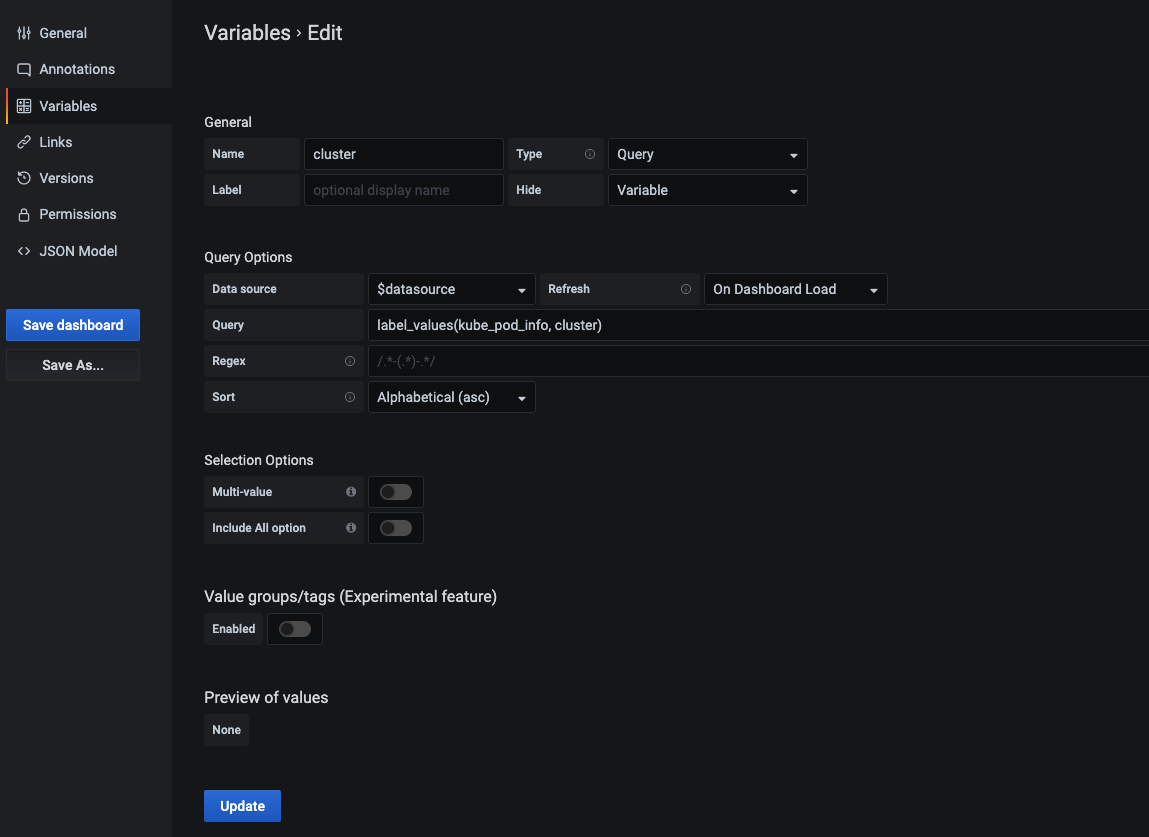 General
Annotations
Variables
Links
Versions
Permissions
JSON Model
Save dashboard
Save As...
Variables › Edit
General
Name cluster Type Query
Label optional display name Hide Variable
Query Options
Data source $datasource Refresh On Dashboard Load
Query label_values(kube_pod_info, cluster)
Regex /.*-(.*)-.*/
Sort Alphabetical (asc)
Selection Options
Multi-value
Include All option
Value groups/tags (Experimental feature)
Enabled
Preview of values
None
Update